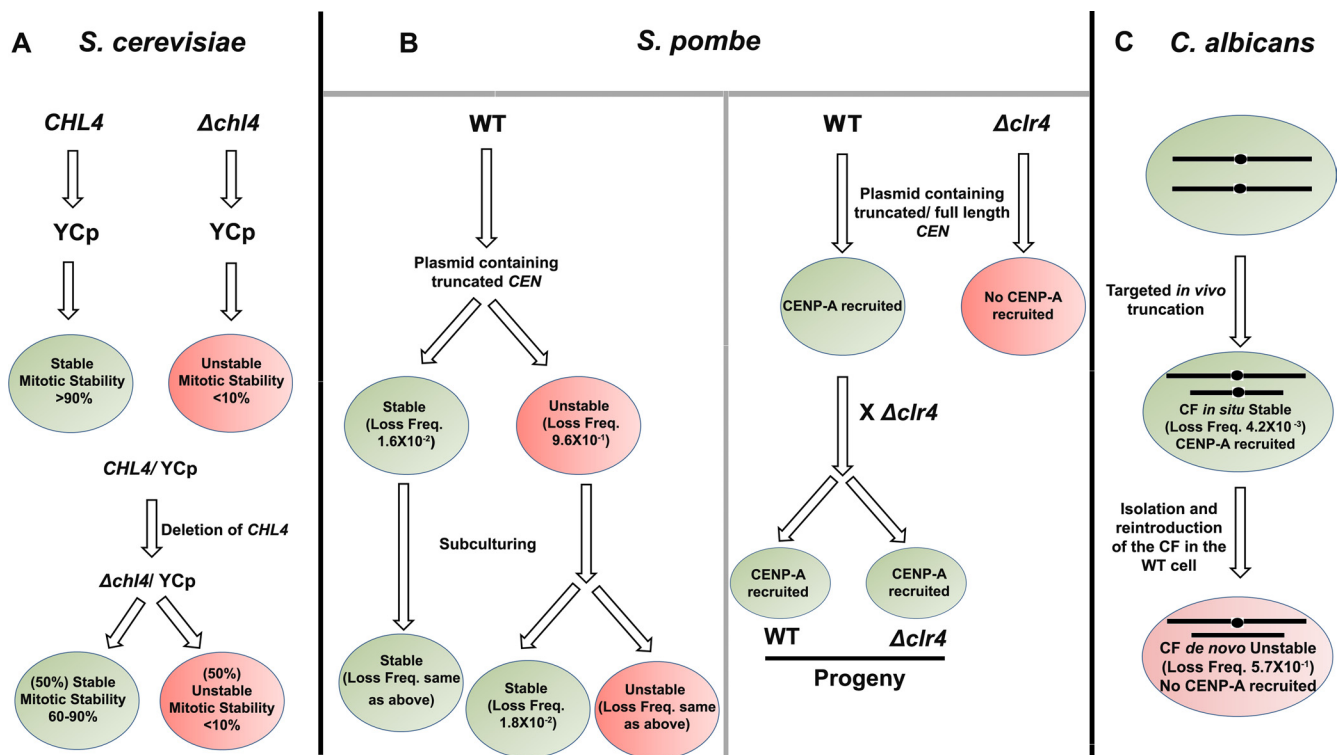 A S. cerevisiae
CHL4 Δchl4
YCp YCp
Stable
Mitotic Stability
>90%
Unstable
Mitotic Stability
<10%
CHL4/ YCp
Deletion of CHL4
Δchl4/ YCp
(50%) Stable
Mitotic Stability
60-90%
(50%)
Unstable
Mitotic Stability
<10%
B S. pombe
WT
Plasmid containing
truncated CEN
Stable
(Loss Freq.
1.6X10⁻²)
Unstable
(Loss Freq.
9.6X10⁻¹)
Subculturing
Stable
(Loss Freq. same
as above)
Stable
(Loss Freq.
1.8X10⁻²)
Unstable
(Loss Freq. same
as above)
WT Δclr4
Plasmid containing
truncated/ full length
CEN
CENP-A recruited
No CENP-A
recruited
X Δclr4
CENP-A
recruited
CENP-A
recruited
WT Δclr4
Progeny
C C. albicans
Targeted in vivo
truncation
CF in situ Stable
(Loss Freq. 4.2X10⁻³)
CENP-A recruited
Isolation and
reintroduction
of the CF in the
WT cell
CF de novo Unstable
(Loss Freq. 5.7X10⁻¹)
No CENP-A recruited